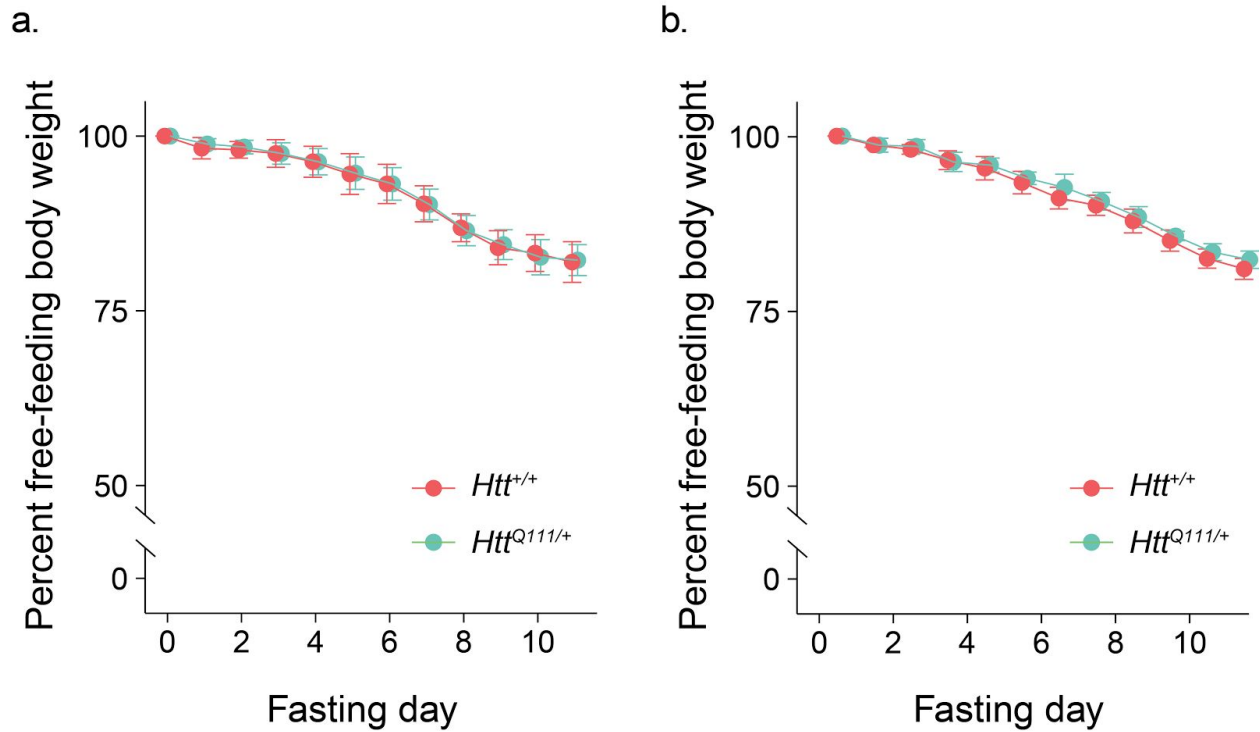 a.
Percent free-feeding body weight
100
75
50
0
Htt+/+
HttQ111/+
0 2 4 6 8 10
Fasting day
b.
Percent free-feeding body weight
100
75
50
0
Htt+/+
HttQ111/+
0 2 4 6 8 10
Fasting day